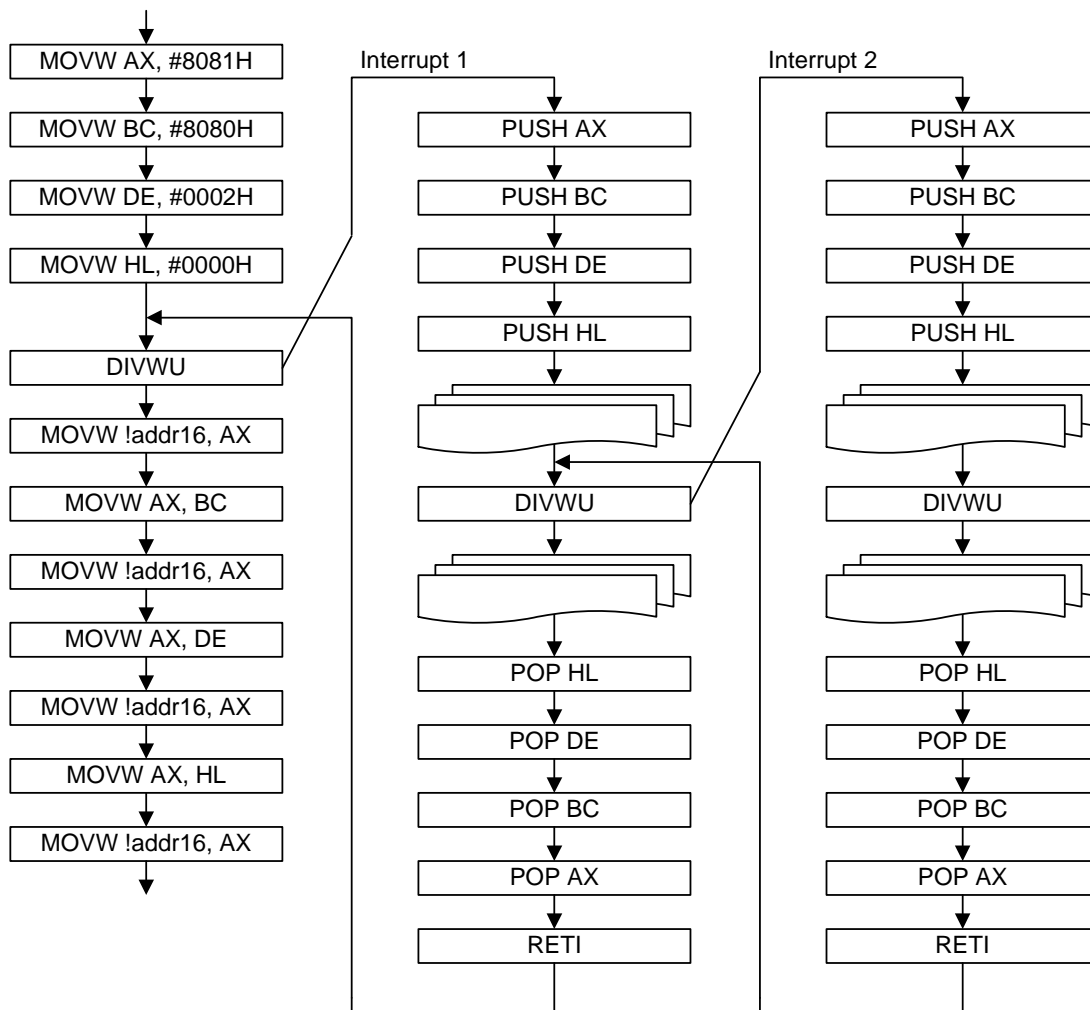 MOVW AX, #8081H
MOVW BC, #8080H
MOVW DE, #0002H
MOVW HL, #0000H
DIVWU
MOVW !addr16, AX
MOVW AX, BC
MOVW !addr16, AX
MOVW AX, DE
MOVW !addr16, AX
MOVW AX, HL
MOVW !addr16, AX
Interrupt 1
PUSH AX
PUSH BC
PUSH DE
PUSH HL
DIVWU
POP HL
POP DE
POP BC
POP AX
RETI
Interrupt 2
PUSH AX
PUSH BC
PUSH DE
PUSH HL
DIVWU
POP HL
POP DE
POP BC
POP AX
RETI